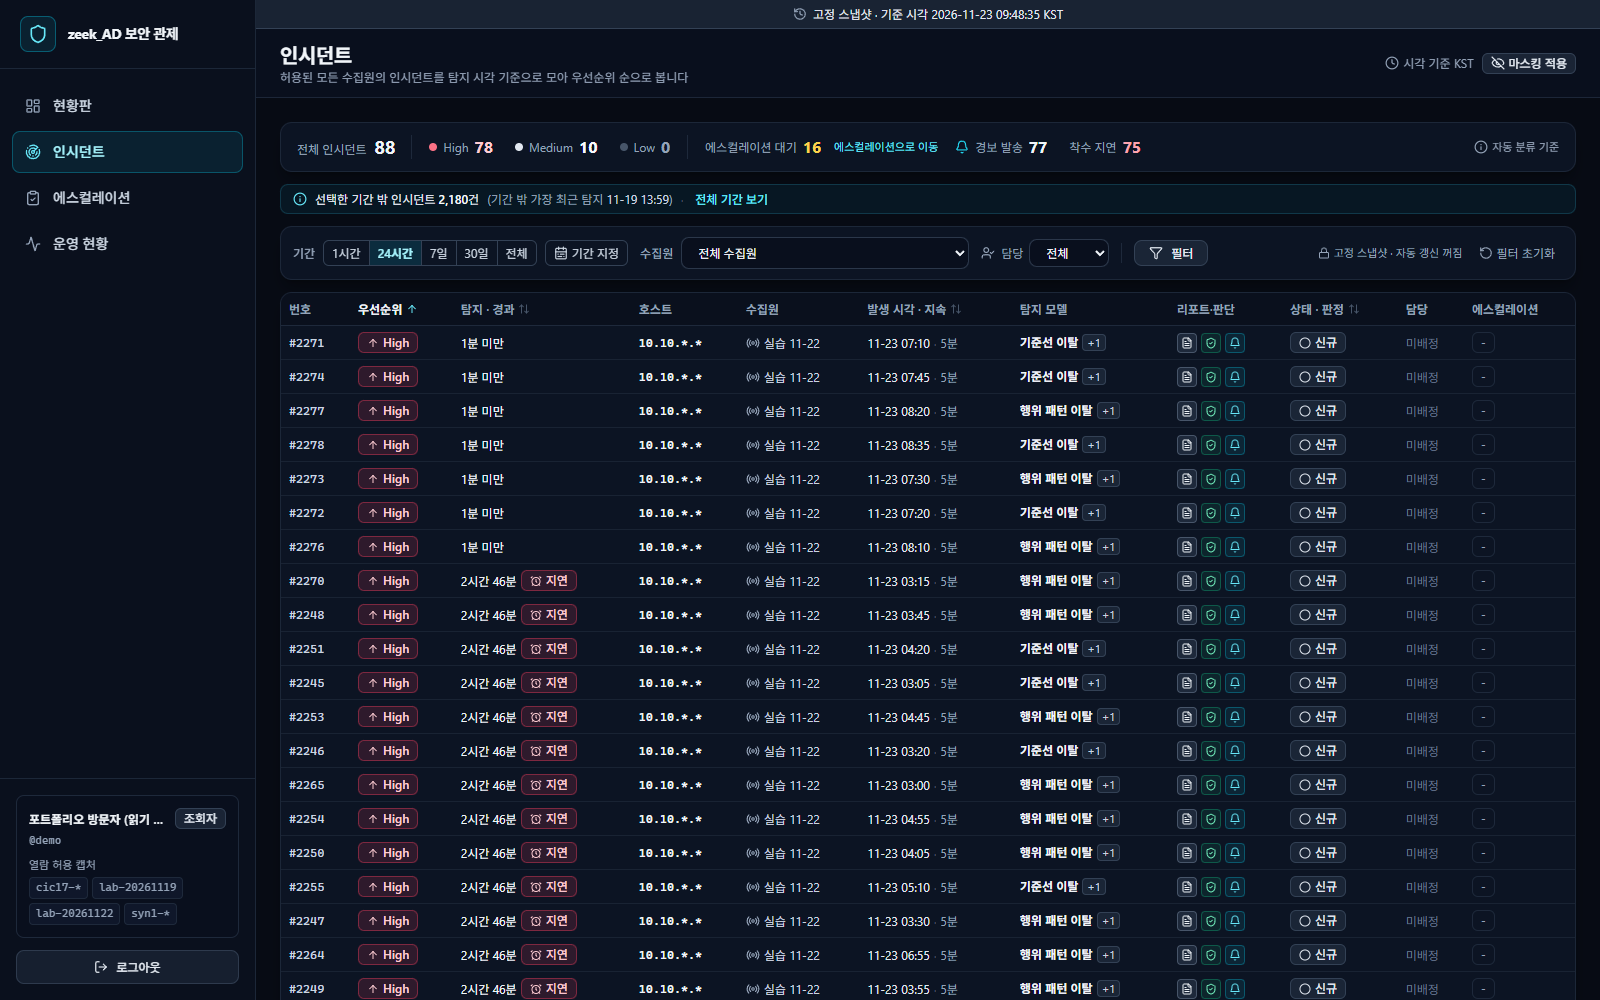 zeek_AD 보안 관제
현황판
인시던트
에스컬레이션
운영 현황
포트폴리오 방문자 (읽기 ... 조회자
@demo
열람 허용 캡처
cic17-* lab-20261119
lab-20261122 syn1-*
로그아웃
고정 스냅샷 · 기준 시각 2026-11-23 09:48:35 KST
인시던트
허용된 모든 수집원의 인시던트를 탐지 시각 기준으로 모아 우선순위 순으로 봅니다
시각 기준 KST 마스킹 적용
전체 인시던트 88 High 78 Medium 10 Low 0 에스컬레이션 대기 16 에스컬레이션으로 이동 경보 발송 77 착수 지연 75 자동 분류 기준
선택한 기간 밖 인시던트 2,180건 (기간 밖 가장 최근 탐지 11-19 13:59) · 전체 기간 보기
기간 1시간 24시간 7일 30일 전체 기간 지정 수집원 전체 수집원 담당 전체 필터 고정 스냅샷 · 자동 갱신 꺼짐 필터 초기화
번호 우선순위 ↑ 탐지 · 경과 호스트 수집원 발생 시각 · 지속 탐지 모델 리포트·판단 상태 · 판정 담당 에스컬레이션
#2271 High 1분 미만 10.10.*.* 실습 11-22 11-23 07:10 · 5분 기준선 이탈 +1 신규 미배정 -
#2274 High 1분 미만 10.10.*.* 실습 11-22 11-23 07:45 · 5분 기준선 이탈 +1 신규 미배정 -
#2277 High 1분 미만 10.10.*.* 실습 11-22 11-23 08:20 · 5분 행위 패턴 이탈 +1 신규 미배정 -
#2278 High 1분 미만 10.10.*.* 실습 11-22 11-23 08:35 · 5분 기준선 이탈 +1 신규 미배정 -
#2273 High 1분 미만 10.10.*.* 실습 11-22 11-23 07:30 · 5분 행위 패턴 이탈 +1 신규 미배정 -
#2272 High 1분 미만 10.10.*.* 실습 11-22 11-23 07:20 · 5분 기준선 이탈 +1 신규 미배정 -
#2276 High 1분 미만 10.10.*.* 실습 11-22 11-23 08:10 · 5분 행위 패턴 이탈 +1 신규 미배정 -
#2270 High 2시간 46분 지연 10.10.*.* 실습 11-22 11-23 03:15 · 5분 행위 패턴 이탈 +1 신규 미배정 -
#2248 High 2시간 46분 지연 10.10.*.* 실습 11-22 11-23 03:45 · 5분 행위 패턴 이탈 +1 신규 미배정 -
#2251 High 2시간 46분 지연 10.10.*.* 실습 11-22 11-23 04:20 · 5분 기준선 이탈 +1 신규 미배정 -
#2245 High 2시간 46분 지연 10.10.*.* 실습 11-22 11-23 03:05 · 5분 기준선 이탈 +1 신규 미배정 -
#2253 High 2시간 46분 지연 10.10.*.* 실습 11-22 11-23 04:45 · 5분 행위 패턴 이탈 +1 신규 미배정 -
#2246 High 2시간 46분 지연 10.10.*.* 실습 11-22 11-23 03:20 · 5분 기준선 이탈 +1 신규 미배정 -
#2265 High 2시간 46분 지연 10.10.*.* 실습 11-22 11-23 03:00 · 5분 행위 패턴 이탈 +1 신규 미배정 -
#2254 High 2시간 46분 지연 10.10.*.* 실습 11-22 11-23 04:55 · 5분 행위 패턴 이탈 +1 신규 미배정 -
#2250 High 2시간 46분 지연 10.10.*.* 실습 11-22 11-23 04:05 · 5분 행위 패턴 이탈 +1 신규 미배정 -
#2255 High 2시간 46분 지연 10.10.*.* 실습 11-22 11-23 05:10 · 5분 기준선 이탈 +1 신규 미배정 -
#2247 High 2시간 46분 지연 10.10.*.* 실습 11-22 11-23 03:30 · 5분 행위 패턴 이탈 +1 신규 미배정 -
#2264 High 2시간 46분 지연 10.10.*.* 실습 11-22 11-23 06:55 · 5분 행위 패턴 이탈 +1 신규 미배정 -
#2249 High 2시간 46분 지연 10.10.*.* 실습 11-22 11-23 03:55 · 5분 행위 패턴 이탈 +1 신규 미배정 -